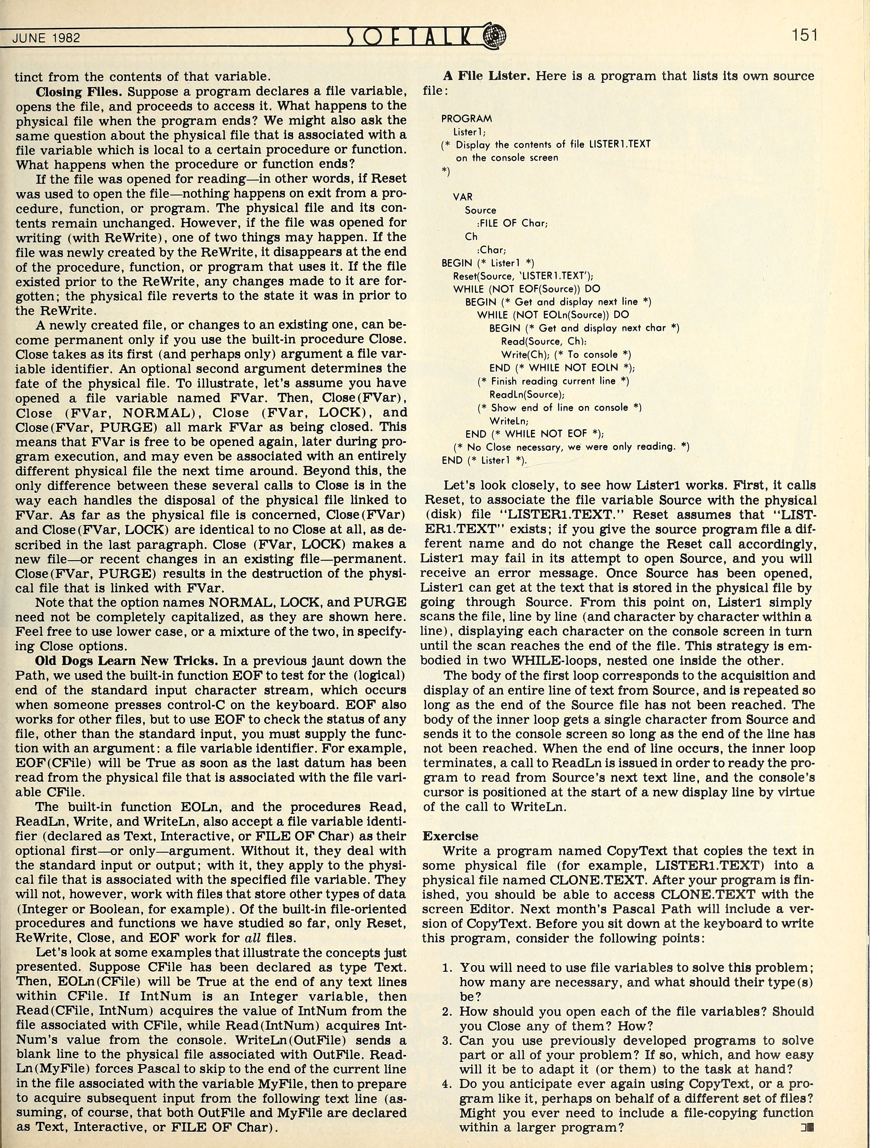 JUNE 1982
SOFTALK
151
tinct from the contents of that variable.
Closing Files. Suppose a program declares a file variable,
opens the file, and proceeds to access it. What happens to the
physical file when the program ends? We might also ask the
same question about the physical file that is associated with a
file variable which is local to a certain procedure or function.
What happens when the procedure or function ends?
If the file was opened for reading—in other words, if Reset
was used to open the file—nothing happens on exit from a pro-
cedure, function, or program. The physical file and its con-
tents remain unchanged. However, if the file was opened for
writing (with ReWrite), one of two things may happen. If the
file was newly created by the ReWrite, it disappears at the end
of the procedure, function, or program that uses it. If the file
existed prior to the ReWrite, any changes made to it are for-
gotten; the physical file reverts to the state it was in prior to
the ReWrite.
A newly created file, or changes to an existing one, can be-
come permanent only if you use the built-in procedure Close.
Close takes as its first (and perhaps only) argument a file var-
iable identifier. An optional second argument determines the
fate of the physical file. To illustrate, let's assume you have
opened a file variable named FVar. Then, Close(FVar),
Close (FVar, NORMAL), Close (FVar, LOCK), and
Close(FVar, PURGE) all mark FVar as being closed. This
means that FVar is free to be opened again, later during pro-
gram execution, and may even be associated with an entirely
different physical file the next time around. Beyond this, the
only difference between these several calls to Close is in the
way each handles the disposal of the physical file linked to
FVar. As far as the physical file is concerned, Close(FVar)
and Close(FVar, LOCK) are identical to no Close at all, as de-
scribed in the last paragraph. Close (FVar, LOCK) makes a
new file—or recent changes in an existing file—permanent.
Close(FVar, PURGE) results in the destruction of the physi-
cal file that is linked with FVar.
Note that the option names NORMAL, LOCK, and PURGE
need not be completely capitalized, as they are shown here.
Feel free to use lower case, or a mixture of the two, in specify-
ing Close options.
Old Dogs Learn New Tricks. In a previous jaunt down the
Path, we used the built-in function EOF to test for the (logical)
end of the standard input character stream, which occurs
when someone presses control-C on the keyboard. EOF also
works for other files, but to use EOF to check the status of any
file, other than the standard input, you must supply the func-
tion with an argument: a file variable identifier. For example,
EOF(CFile) will be True as soon as the last datum has been
read from the physical file that is associated with the file vari-
able CFile.
The built-in function EOLn, and the procedures Read,
ReadLn, Write, and WriteLn, also accept a file variable identi-
fier (declared as Text, Interactive, or FILE OF Char) as their
optional first—or only—argument. Without it, they deal with
the standard input or output; with it, they apply to the physi-
cal file that is associated with the specified file variable. They
will not, however, work with files that store other types of data
(Integer or Boolean, for example). Of the built-in file-oriented
procedures and functions we have studied so far, only Reset,
ReWrite, Close, and EOF work for all files.
Let's look at some examples that illustrate the concepts just
presented. Suppose CFile has been declared as type Text.
Then, EOLn(CFile) will be True at the end of any text lines
within CFile. If IntNum is an Integer variable, then
Read(CFile, IntNum) acquires the value of IntNum from the
file associated with CFile, while Read(IntNum) acquires Int-
Num's value from the console. WriteLn(OutFile) sends a
blank line to the physical file associated with OutFile. Read-
Ln(MyFile) forces Pascal to skip to the end of the current line
in the file associated with the variable MyFile, then to prepare
to acquire subsequent input from the following text line (as-
suming, of course, that both OutFile and MyFile are declared
as Text, Interactive, or FILE OF Char).
A File Lister. Here is a program that lists its own source
file:
PROGRAM
Lister1;
(* Display the contents of file LISTER1.TEXT
on the console screen
*)
VAR
Source
:FILE OF Char;
Ch
:Char;
BEGIN (* Lister1 *)
Reset(Source, 'LISTER1.TEXT');
WHILE (NOT EOF(Source)) DO
BEGIN (* Get and display next line *)
WHILE (NOT EOLn(Source)) DO
BEGIN (* Get and display next char *)
Read(Source, Ch):
Write(Ch); (* To console *)
END (* WHILE NOT EOLN *);
(* Finish reading current line *)
ReadLn(Source);
(* Show end of line on console *)
WriteLn;
END (* WHILE NOT EOF *);
(* No Close necessary, we were only reading. *)
END (* Lister1 *).
Let's look closely, to see how Lister1 works. First, it calls
Reset, to associate the file variable Source with the physical
(disk) file "LISTER1.TEXT." Reset assumes that "LIST-
ER1.TEXT" exists; if you give the source program file a dif-
ferent name and do not change the Reset call accordingly,
Lister1 may fail in its attempt to open Source, and you will
receive an error message. Once Source has been opened,
Lister1 can get at the text that is stored in the physical file by
going through Source. From this point on, Lister1 simply
scans the file, line by line (and character by character within a
line), displaying each character on the console screen in turn
until the scan reaches the end of the file. This strategy is em-
bodied in two WHILE-loops, nested one inside the other.
The body of the first loop corresponds to the acquisition and
display of an entire line of text from Source, and is repeated so
long as the end of the Source file has not been reached. The
body of the inner loop gets a single character from Source and
sends it to the console screen so long as the end of the line has
not been reached. When the end of line occurs, the inner loop
terminates, a call to ReadLn is issued in order to ready the pro-
gram to read from Source's next text line, and the console's
cursor is positioned at the start of a new display line by virtue
of the call to WriteLn.
Exercise
Write a program named CopyText that copies the text in
some physical file (for example, LISTER1.TEXT) into a
physical file named CLONE.TEXT. After your program is fin-
ished, you should be able to access CLONE.TEXT with the
screen Editor. Next month's Pascal Path will include a ver-
sion of CopyText. Before you sit down at the keyboard to write
this program, consider the following points:
1. You will need to use file variables to solve this problem;
how many are necessary, and what should their type(s)
be?
2. How should you open each of the file variables? Should
you Close any of them? How?
3. Can you use previously developed programs to solve
part or all of your problem? If so, which, and how easy
will it be to adapt it (or them) to the task at hand?
4. Do you anticipate ever again using CopyText, or a pro-
gram like it, perhaps on behalf of a different set of files?
Might you ever need to include a file-copying function
within a larger program?